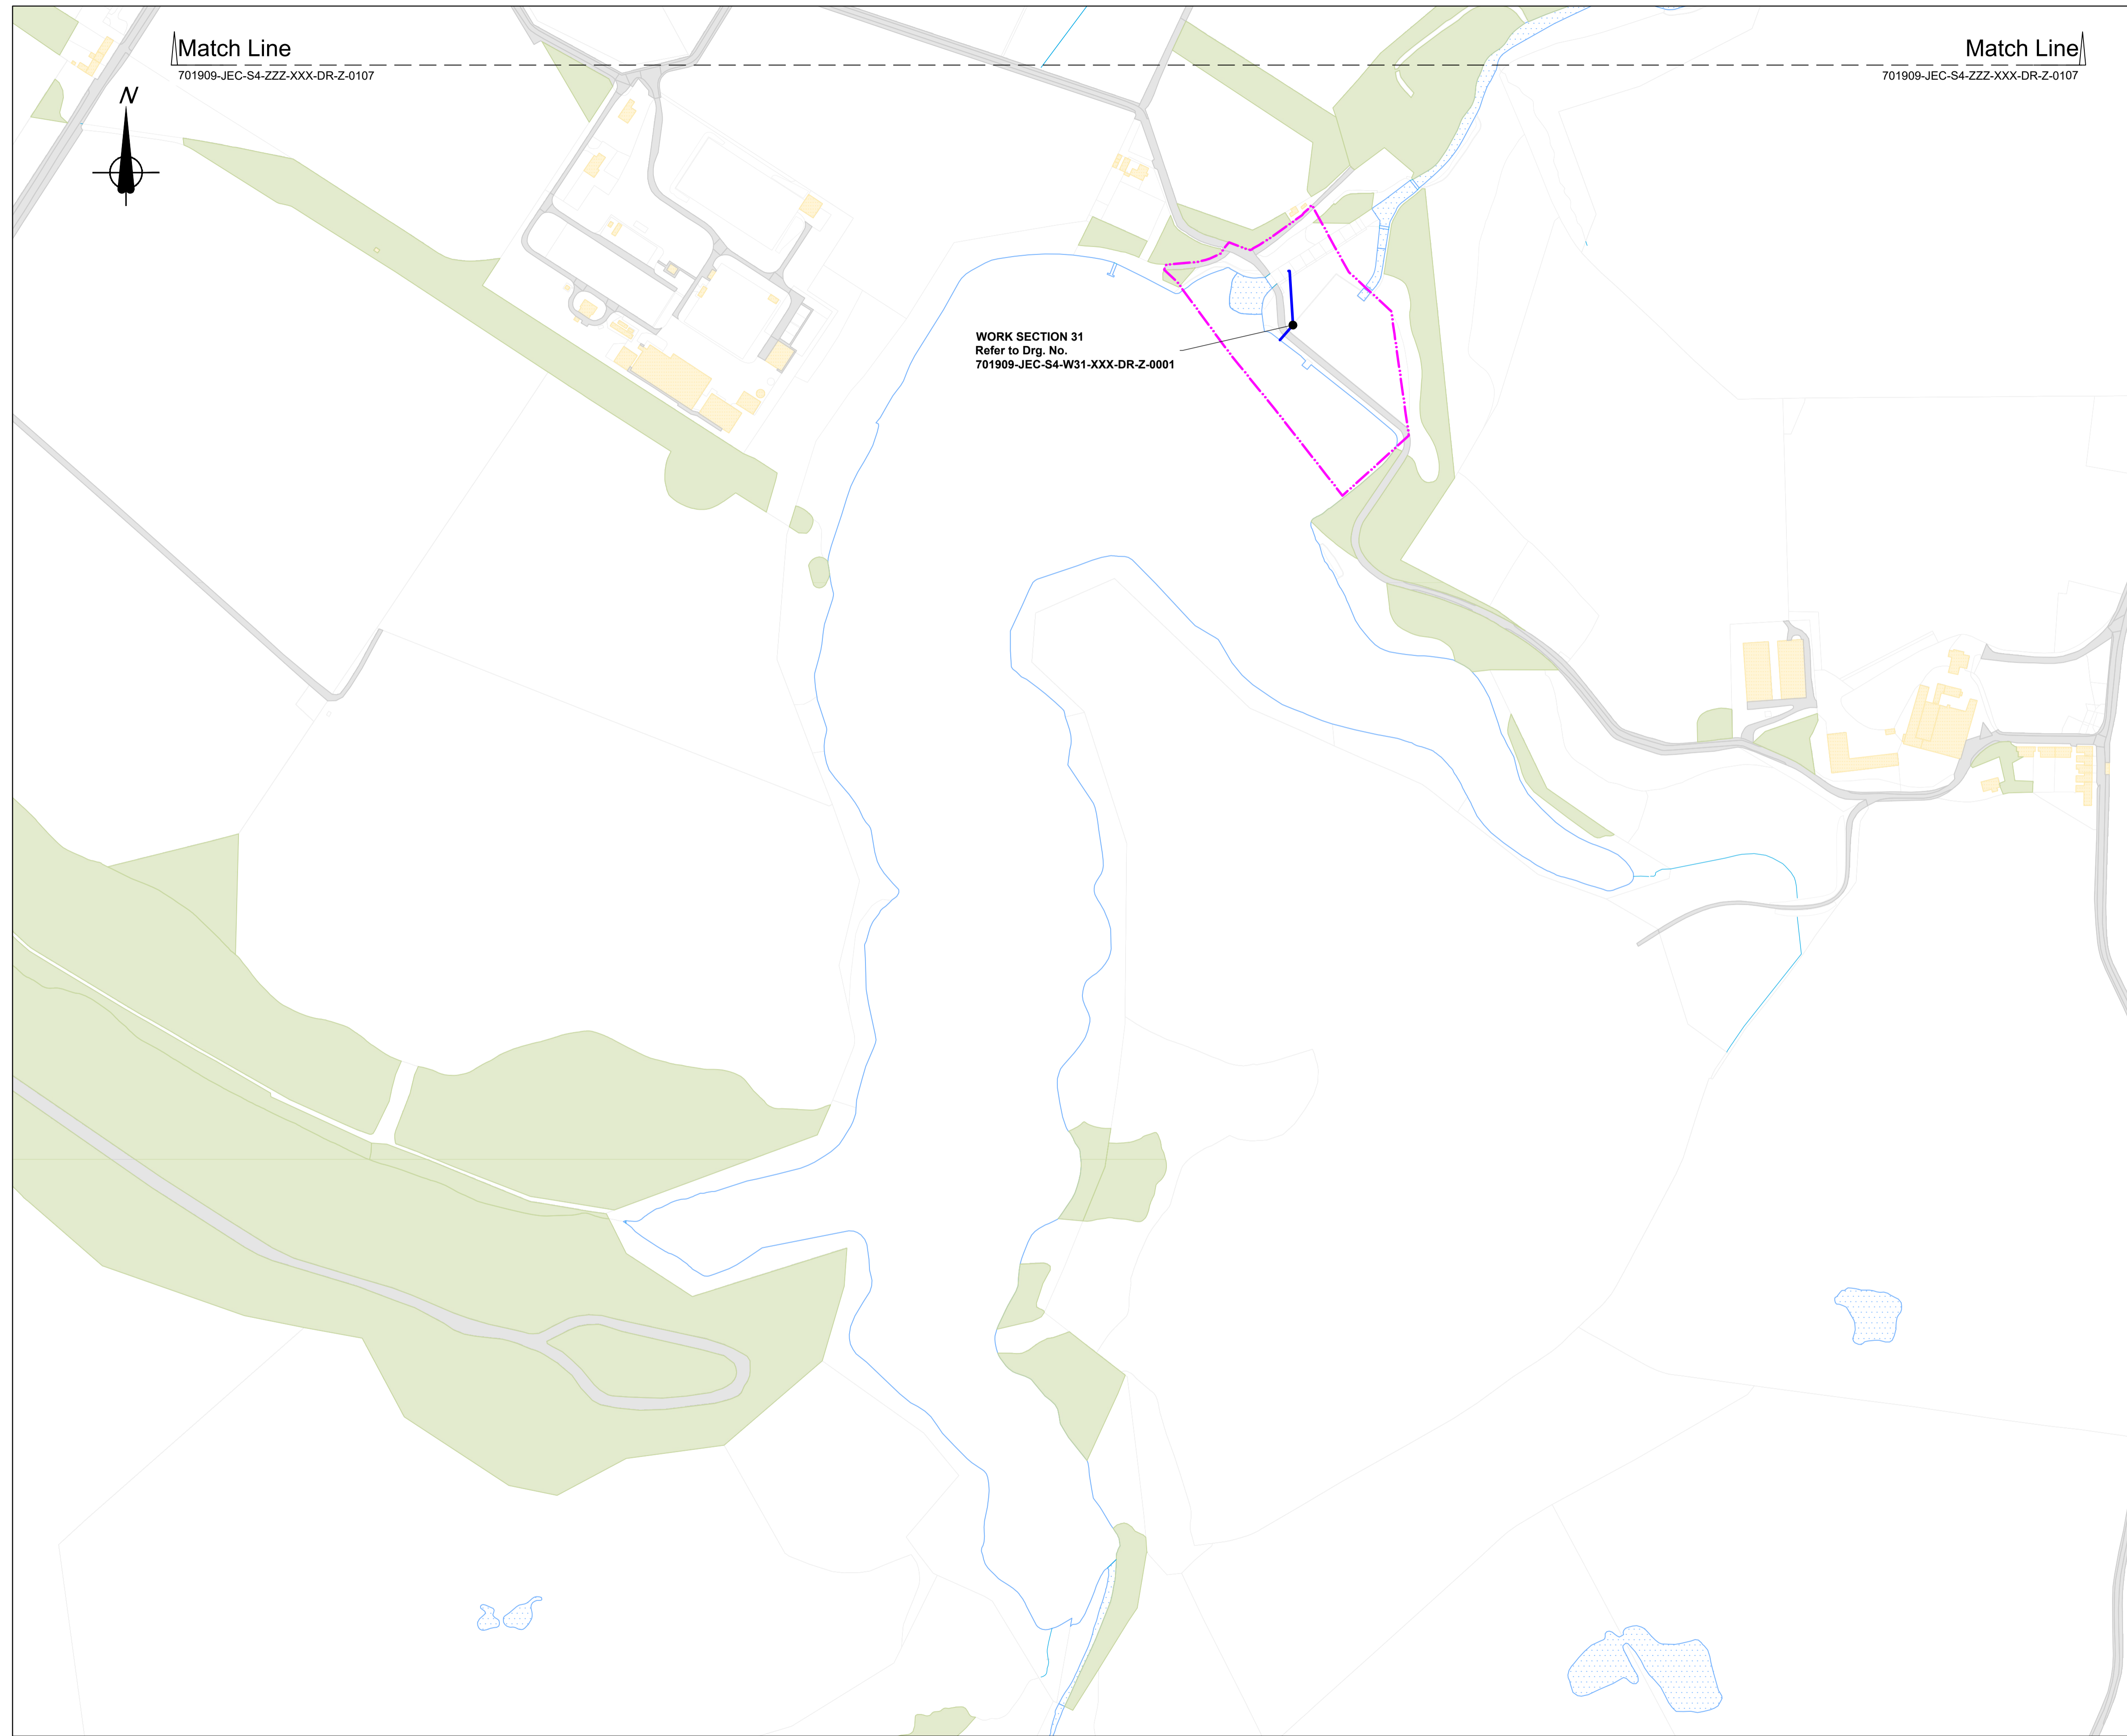 Match Line
701909-JEC-S4-ZZZ-XXX-DR-Z-0107
Match Line
701909-JEC-S4-ZZZ-XXX-DR-Z-0107
N
WORK SECTION 31
Refer to Drg. No.
701909-JEC-S4-W31-XXX-DR-Z-0001